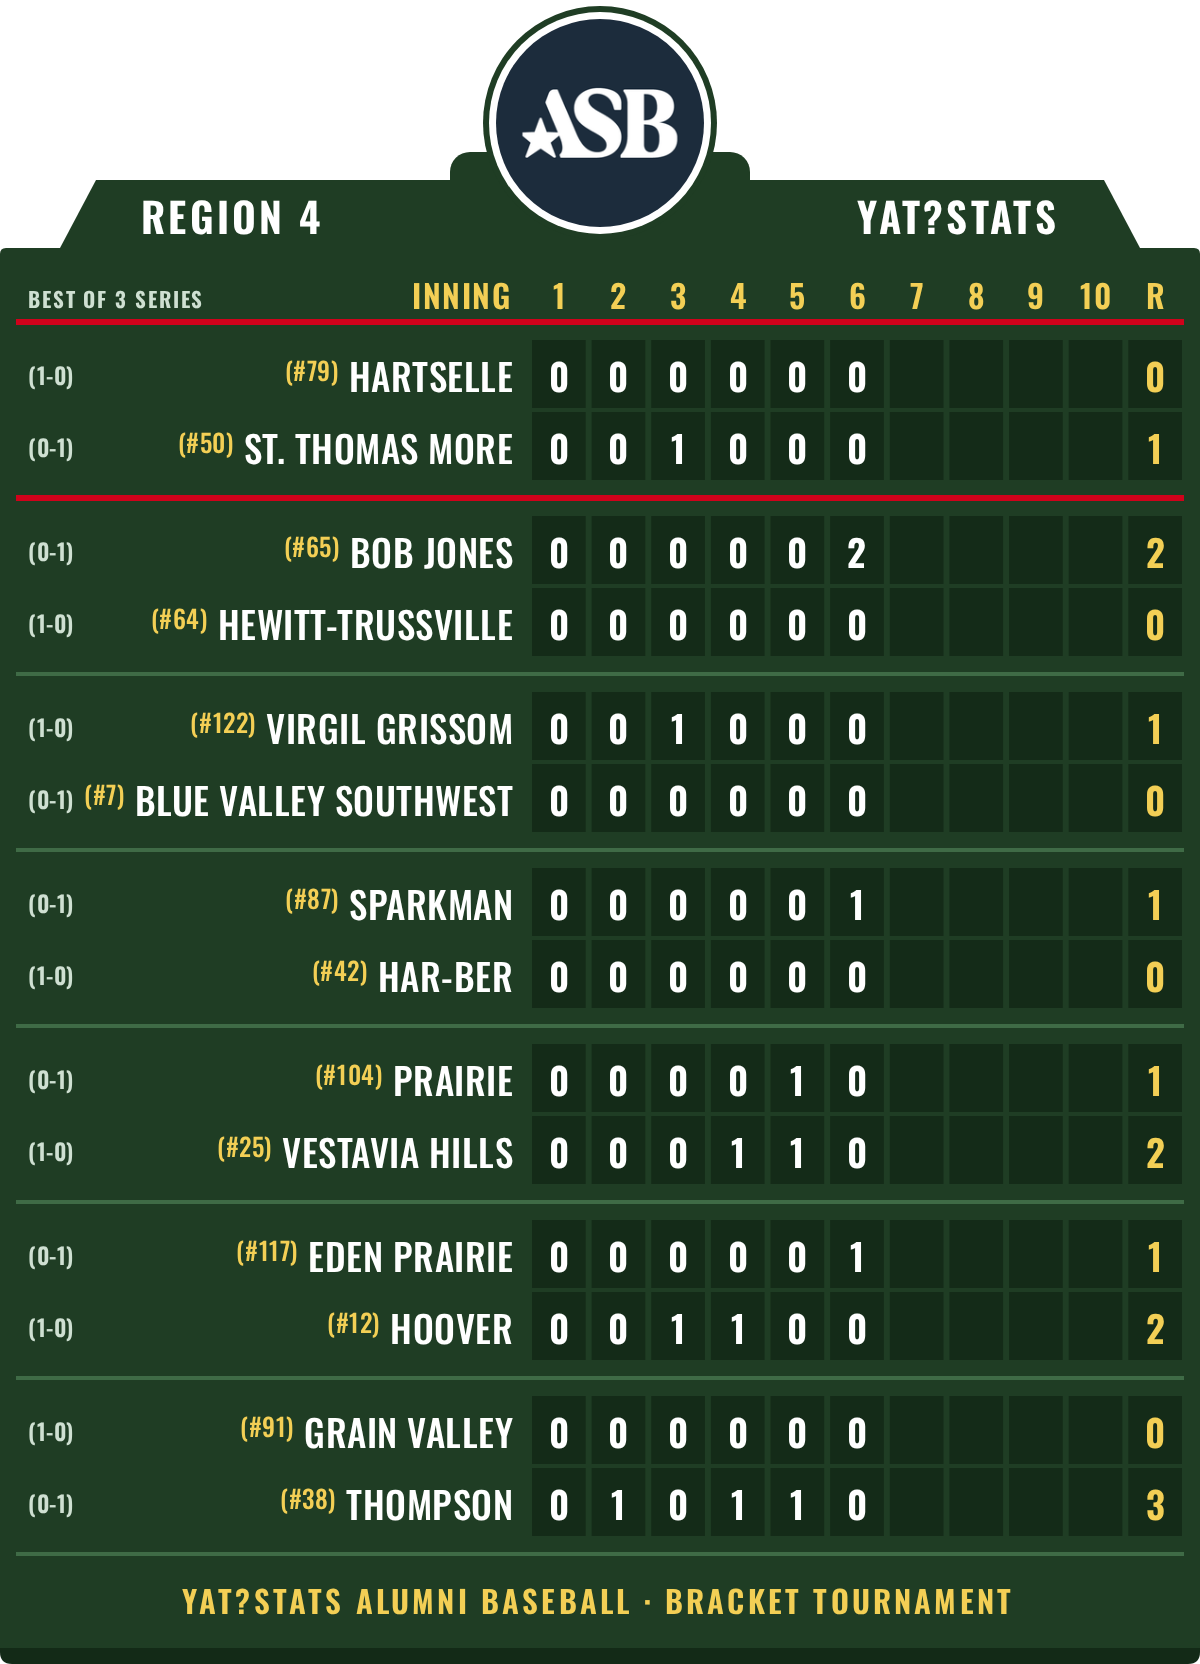 ASB
REGION 4 YAT?STATS
BEST OF 3 SERIES INNING 1 2 3 4 5 6 7 8 9 10 R
(1-0) (#79) HARTSELLE 0 0 0 0 0 0 0
(0-1) (#50) ST. THOMAS MORE 0 0 1 0 0 0 1
(0-1) (#65) BOB JONES 0 0 0 0 0 2 2
(1-0) (#64) HEWITT-TRUSSVILLE 0 0 0 0 0 0 0
(1-0) (#122) VIRGIL GRISSOM 0 0 1 0 0 0 1
(0-1) (#7) BLUE VALLEY SOUTHWEST 0 0 0 0 0 0 0
(0-1) (#87) SPARKMAN 0 0 0 0 0 1 1
(1-0) (#42) HAR-BER 0 0 0 0 0 0 0
(0-1) (#104) PRAIRIE 0 0 0 0 1 0 1
(1-0) (#25) VESTAVIA HILLS 0 0 0 1 1 0 2
(0-1) (#117) EDEN PRAIRIE 0 0 0 0 0 1 1
(1-0) (#12) HOOVER 0 0 1 1 0 0 2
(1-0) (#91) GRAIN VALLEY 0 0 0 0 0 0 0
(0-1) (#38) THOMPSON 0 1 0 1 1 0 3
YAT?STATS ALUMNI BASEBALL · BRACKET TOURNAMENT